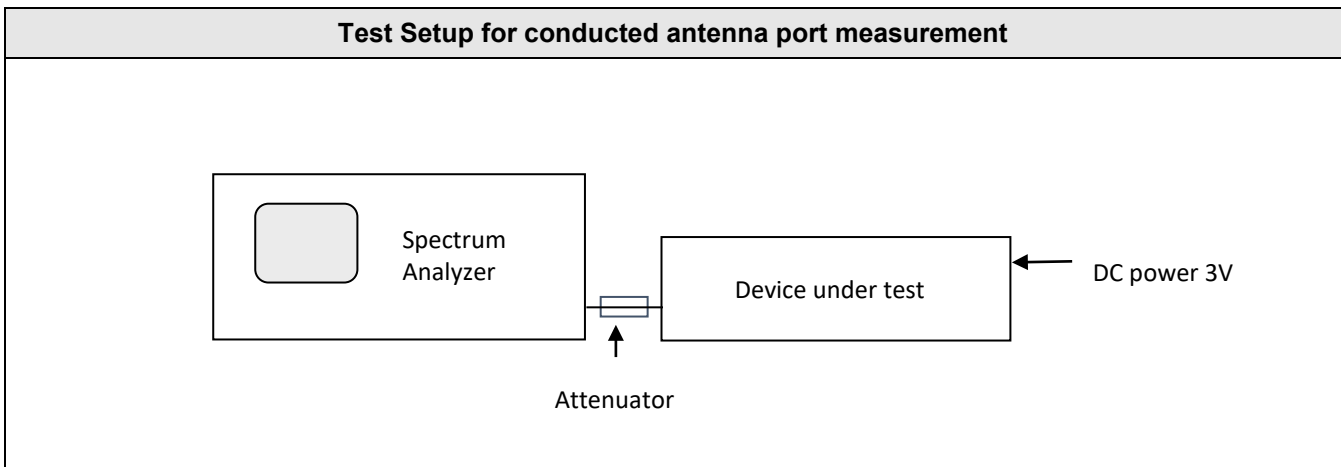 Test Setup for conducted antenna port measurement
Spectrum
Analyzer
Device under test
DC power 3V
Attenuator